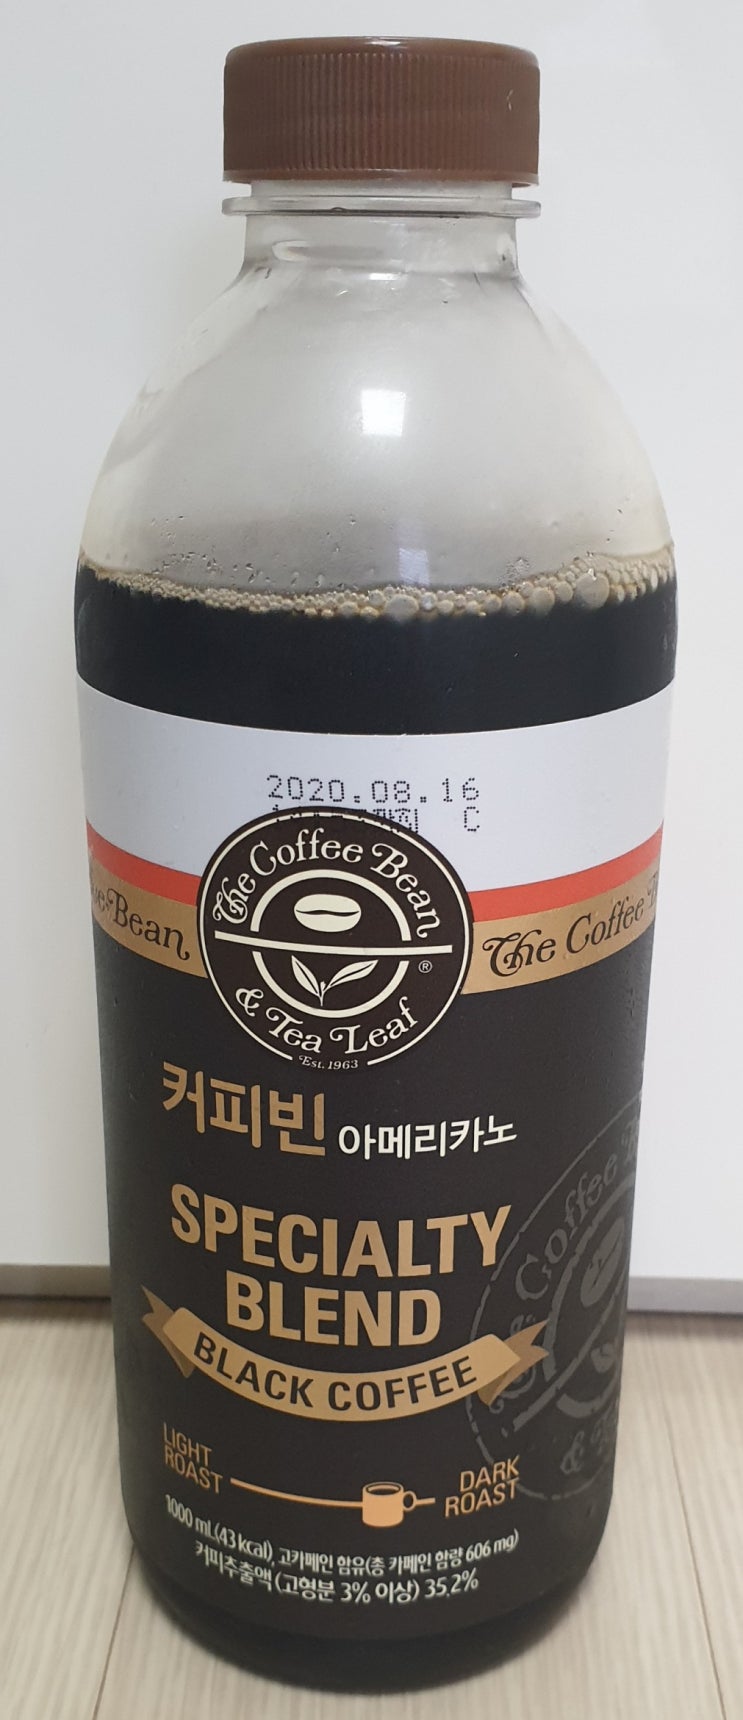 2020.08.16
C
The Coffee Bean
& Tea Leaf
®
Est. 1963
Bean
The Coffee
커피빈 아메리카노
SPECIALTY
BLEND
BLACK COFFEE
LIGHT
ROAST
DARK
ROAST
1000 mL(43 kcal), 고카페인 함유(총 카페인 함량 606 mg)
커피추출액 (고형분 3% 이상) 35.2%
The Coffee
&